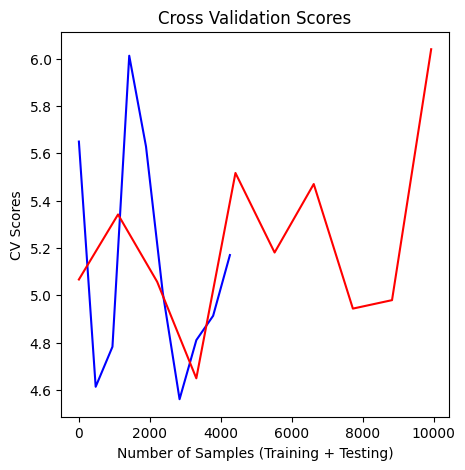 Cross Validation Scores
6.0
5.8
5.6
5.4
5.2
5.0
4.8
4.6
CV Scores
0 2000 4000 6000 8000 10000
Number of Samples (Training + Testing)